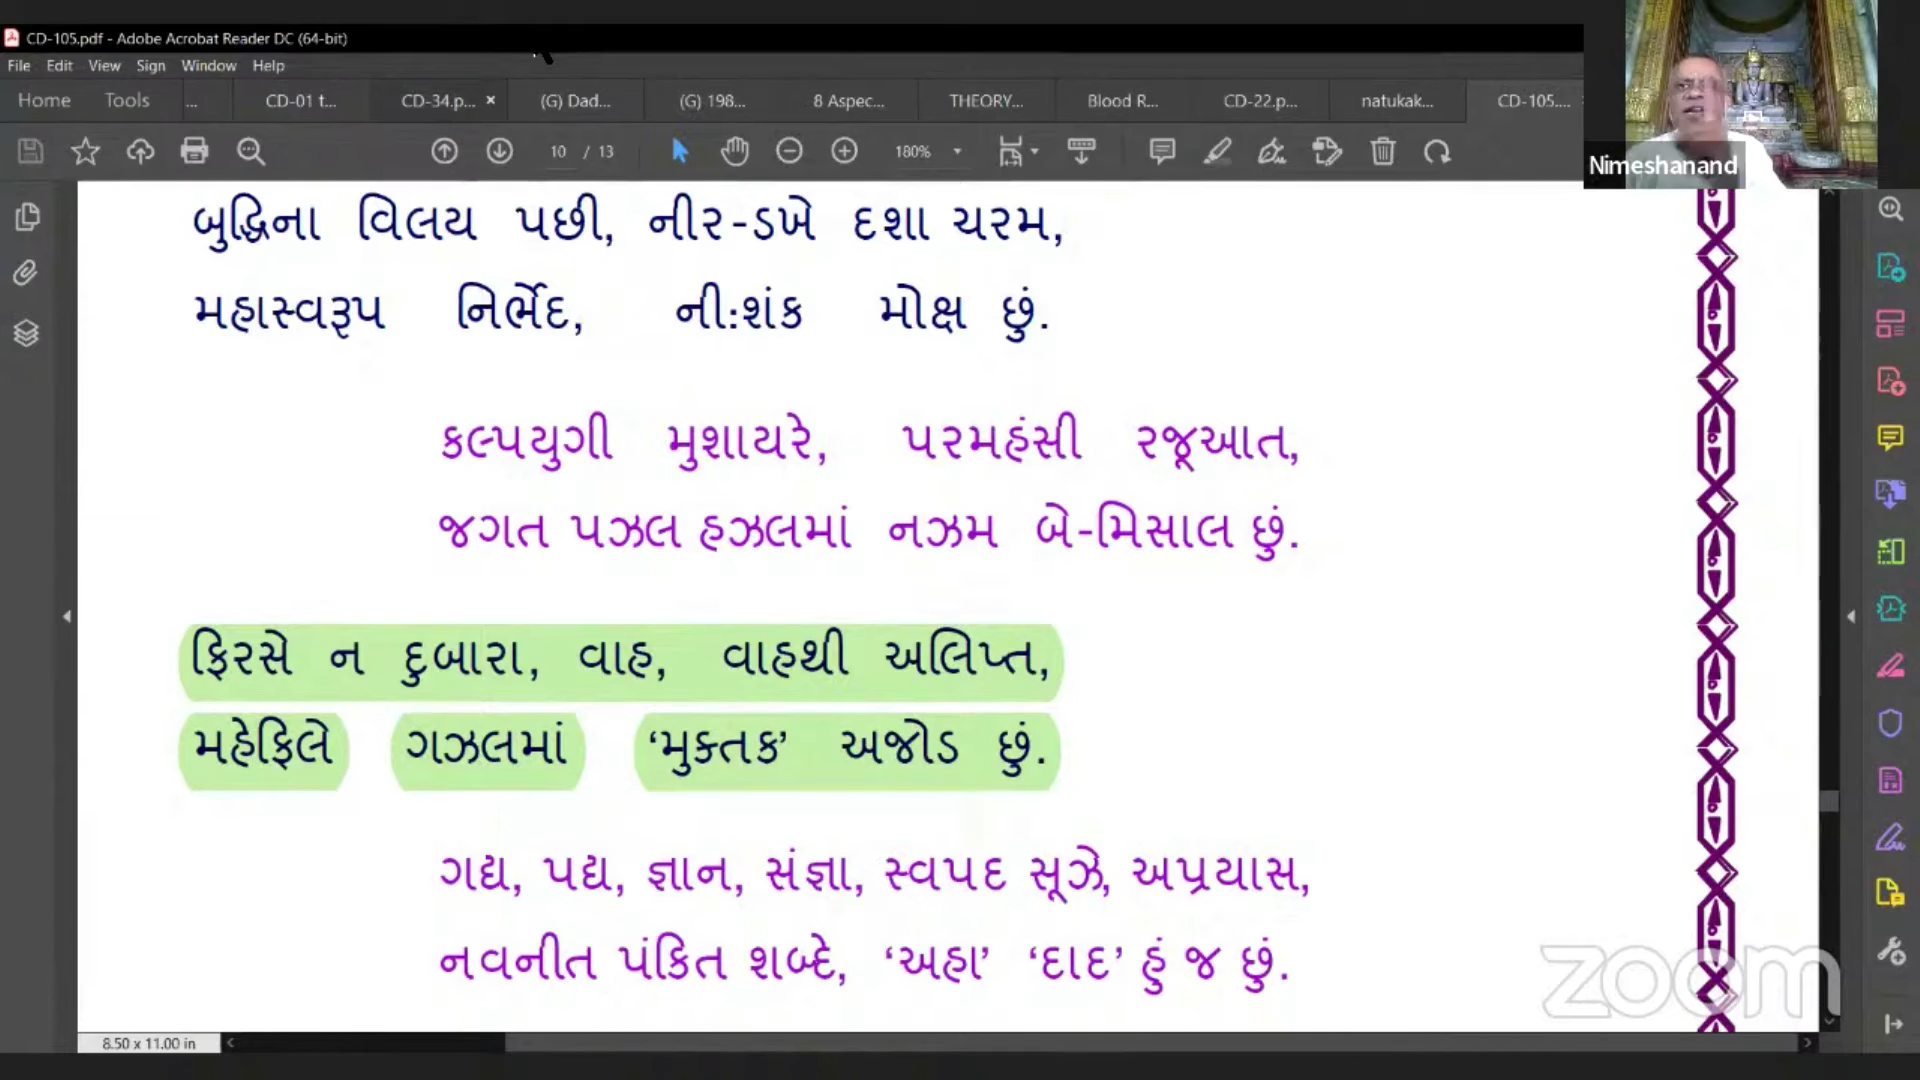 CD-105.pdf - Adobe Acrobat Reader DC (64-bit)
File Edit View Sign Window Help
Home Tools ... CD-01 t... CD-34.p... × (G) Dad... (G) 198... 8 Aspec... THEORY... Blood R... CD-22.p... natukak... CD-105....
10 / 13 180%
Nimeshanand
બુદ્ધિના વિલય પછી, નીર-ડખે દશા ચરમ,
મહાસ્વરૂપ નિર્ભેદ, ની:શંક મોક્ષ છું.
કલ્પયુગી મુશાયરે, પરમહંસી રજૂઆત,
જગત પઝલ હઝલમાં નઝમ બે-મિસાલ છું.
ફિરસે ન દુબારા, વાહ, વાહથી અલિપ્ત,
મહેફિલે ગઝલમાં ‘મુક્તક’ અજોડ છું.
ગદ્ય, પદ્ય, જ્ઞાન, સંજ્ઞા, સ્વપદ સૂઝે, અપ્રયાસ,
નવનીત પંકિત શબ્દે, ‘અહા’ ‘દાદ’ હું જ છું.
zoom
8.50 x 11.00 in